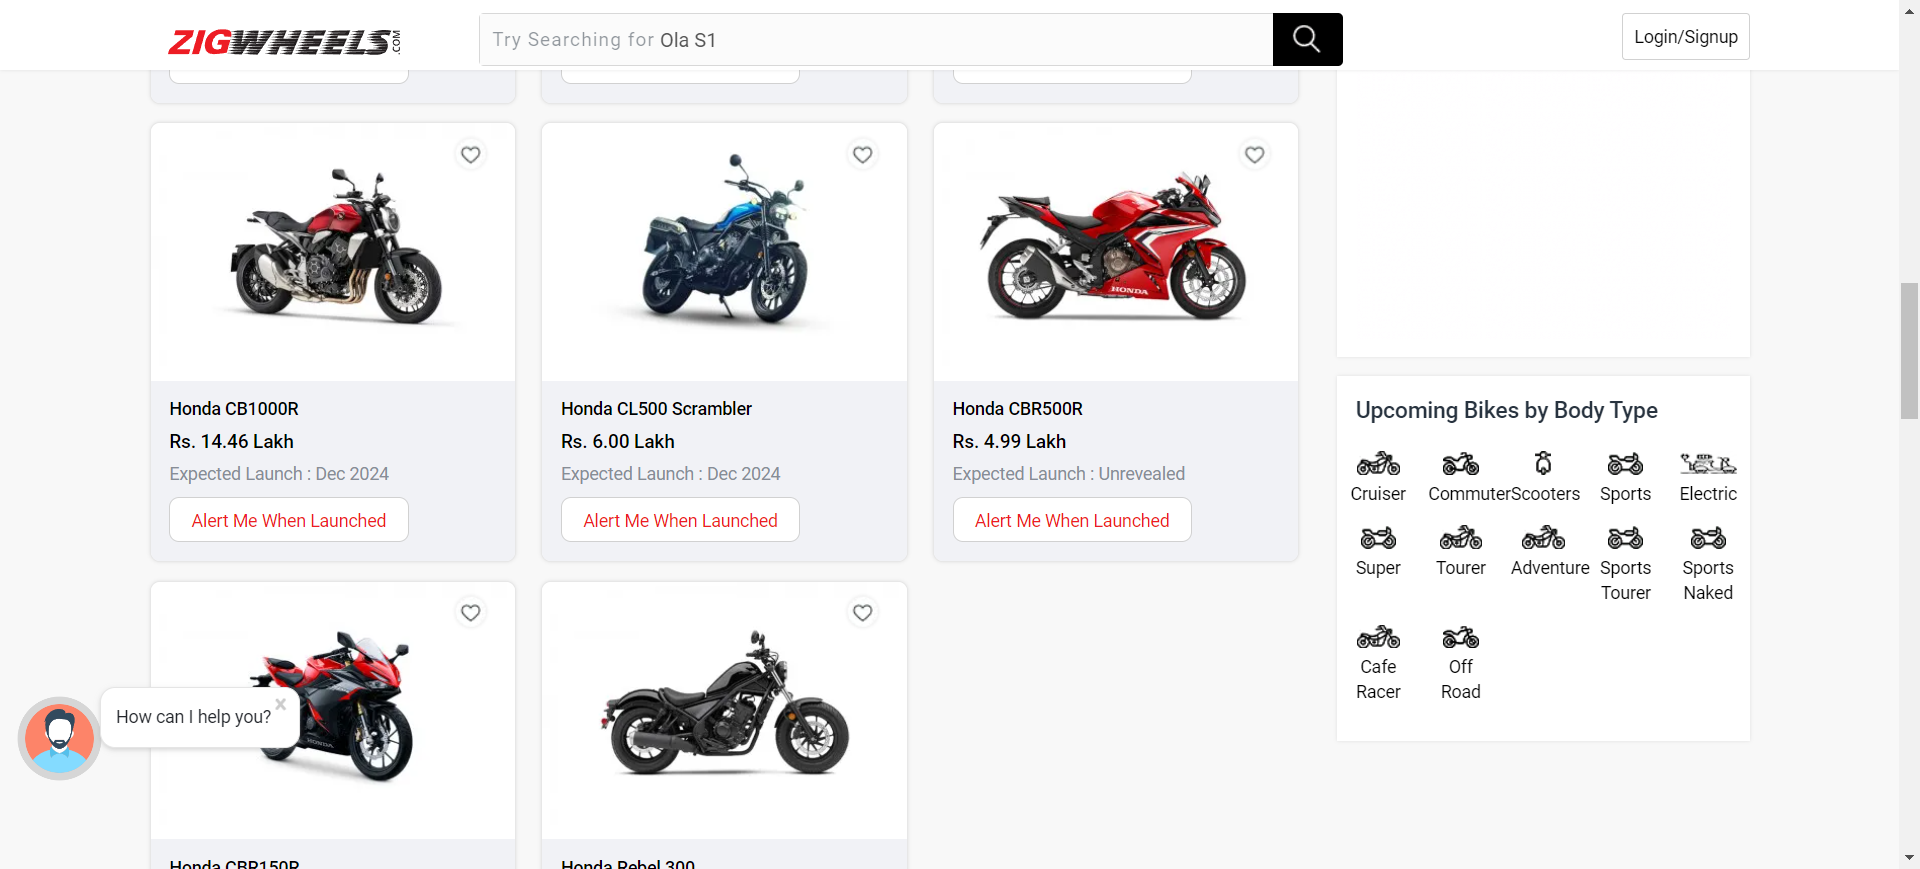 ZIGWHEELS.COM
Try Searching for Ola S1
Login/Signup
Honda CB1000R
Rs. 14.46 Lakh
Expected Launch : Dec 2024
Alert Me When Launched
Honda CL500 Scrambler
Rs. 6.00 Lakh
Expected Launch : Dec 2024
Alert Me When Launched
HONDA
Honda CBR500R
Rs. 4.99 Lakh
Expected Launch : Unrevealed
Alert Me When Launched
Upcoming Bikes by Body Type
Cruiser
Commuter
Scooters
Sports
Electric
Super
Tourer
Adventure
Sports
Tourer
Sports
Naked
Cafe
Racer
Off
Road
How can I help you?
×
HONDA
Honda CBR150R
Honda Rebel 300